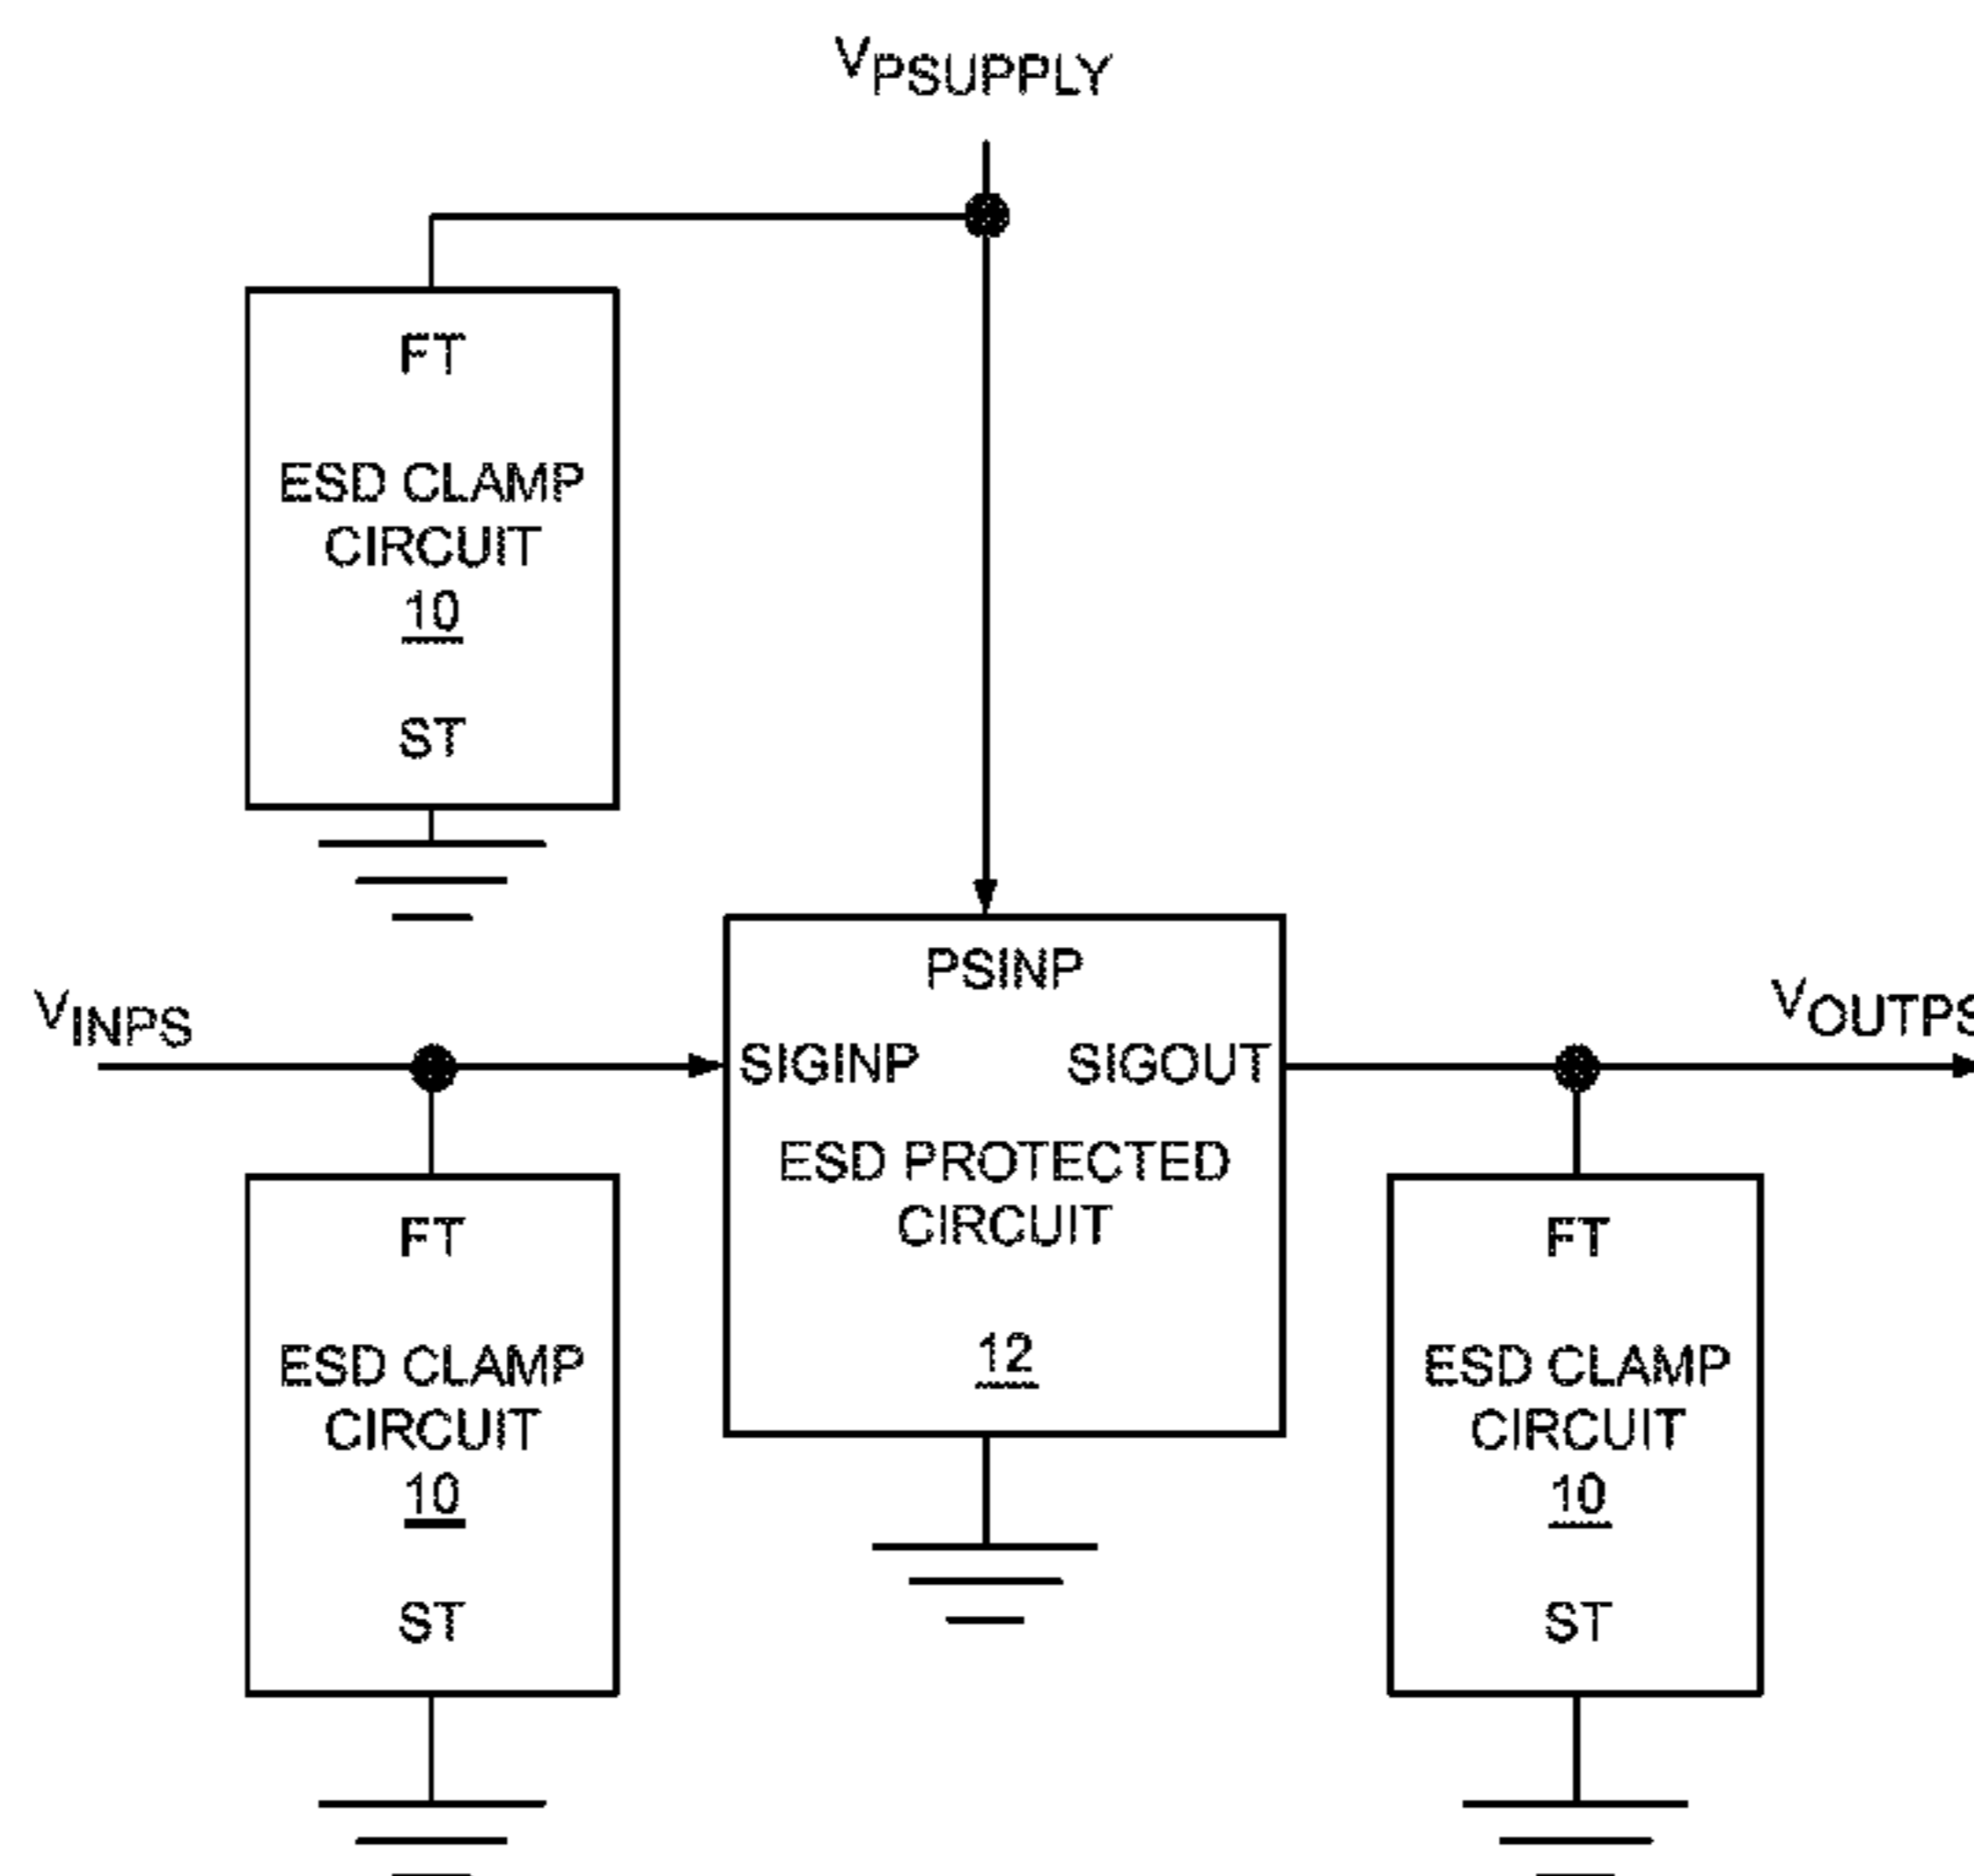 VPSUPPLY
FT
ESD CLAMP
CIRCUIT
10
ST
VINPS
PSINP
VOUTPS
SIGINP
SIGOUT
ESD PROTECTED
CIRCUIT
12
FT
ESD CLAMP
CIRCUIT
10
ST
FT
ESD CLAMP
CIRCUIT
10
ST